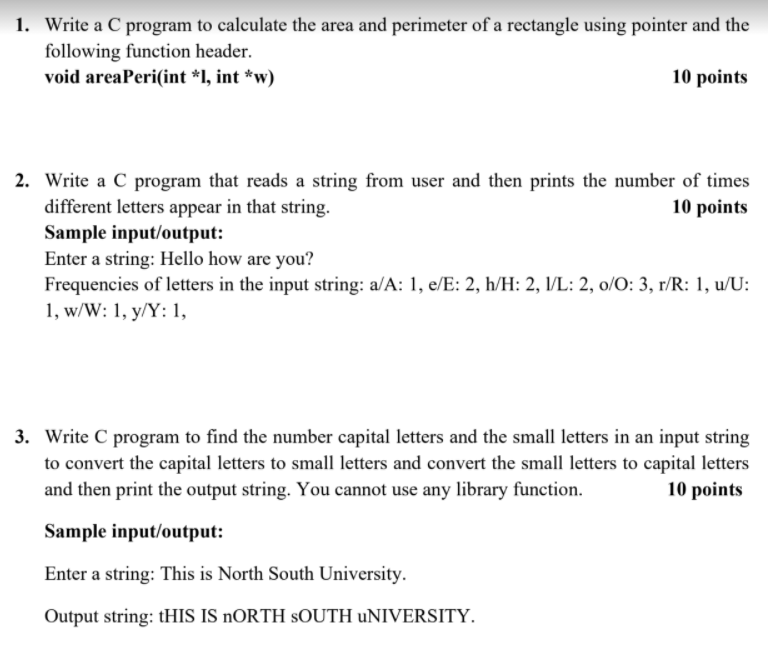 1. Write a C program to calculate the area and perimeter of a rectangle using pointer and the
following function header.
void areaPeri(int *l, int *w) 10 points
2. Write a C program that reads a string from user and then prints the number of times
different letters appear in that string. 10 points
Sample input/output:
Enter a string: Hello how are you?
Frequencies of letters in the input string: a/A: 1, e/E: 2, h/H: 2, l/L: 2, o/O: 3, r/R: 1, u/U:
1, w/W: 1, y/Y: 1,
3. Write C program to find the number capital letters and the small letters in an input string
to convert the capital letters to small letters and convert the small letters to capital letters
and then print the output string. You cannot use any library function. 10 points
Sample input/output:
Enter a string: This is North South University.
Output string: tHIS IS nORTH sOUTH uNIVERSITY.